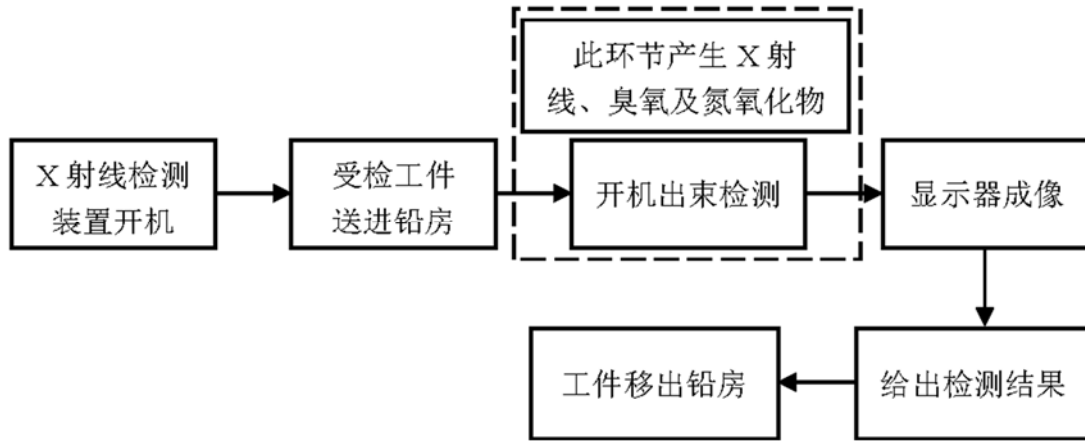 此环节产生 X 射
线、臭氧及氮氧化物
X 射线检测
装置开机
受检工件
送进铅房
开机出束检测
显示器成像
给出检测结果
工件移出铅房